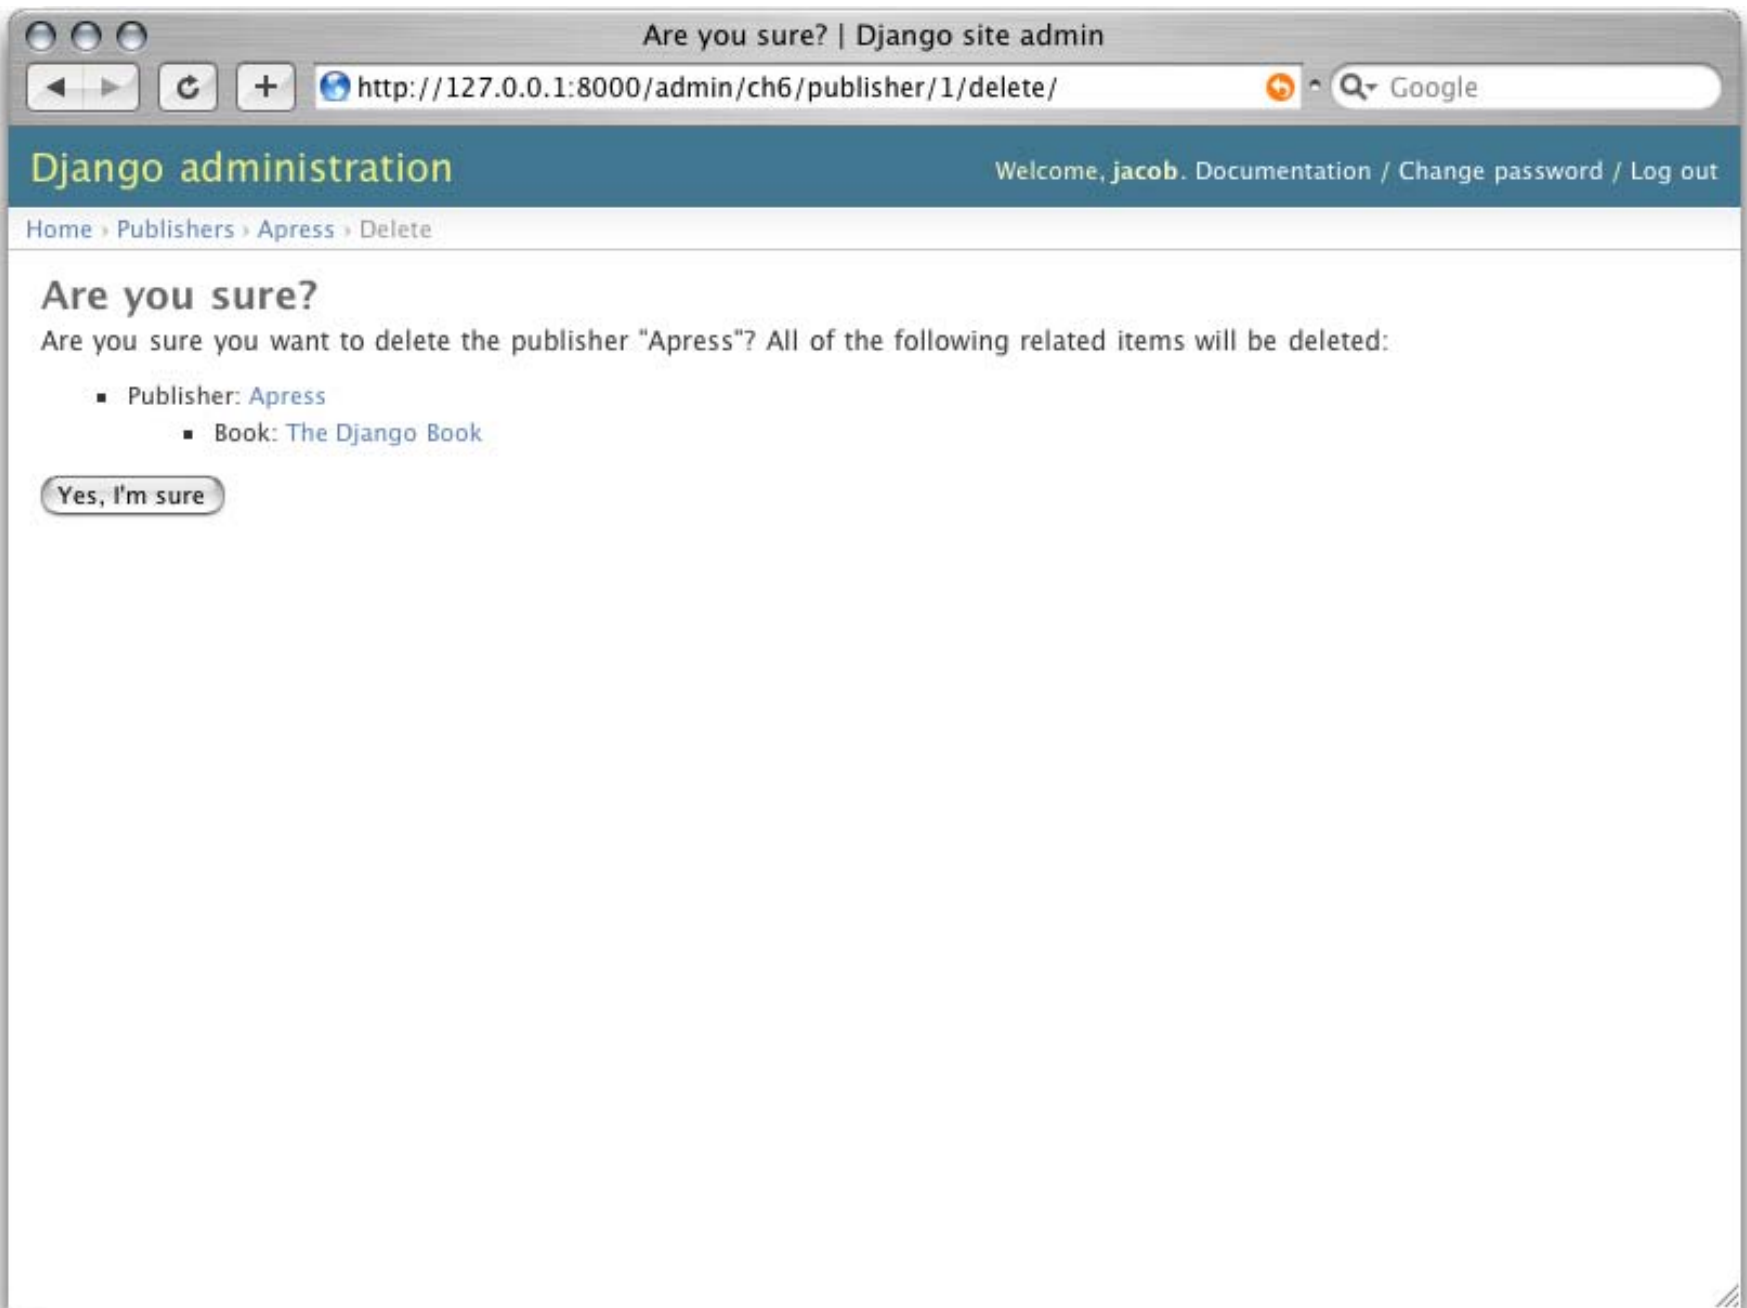 Are you sure? | Django site admin
http://127.0.0.1:8000/admin/ch6/publisher/1/delete/ Google
Django administration Welcome, jacob. Documentation / Change password / Log out
Home › Publishers › Apress › Delete
Are you sure?
Are you sure you want to delete the publisher "Apress"? All of the following related items will be deleted:
▪ Publisher: Apress
▪ Book: The Django Book
Yes, I'm sure